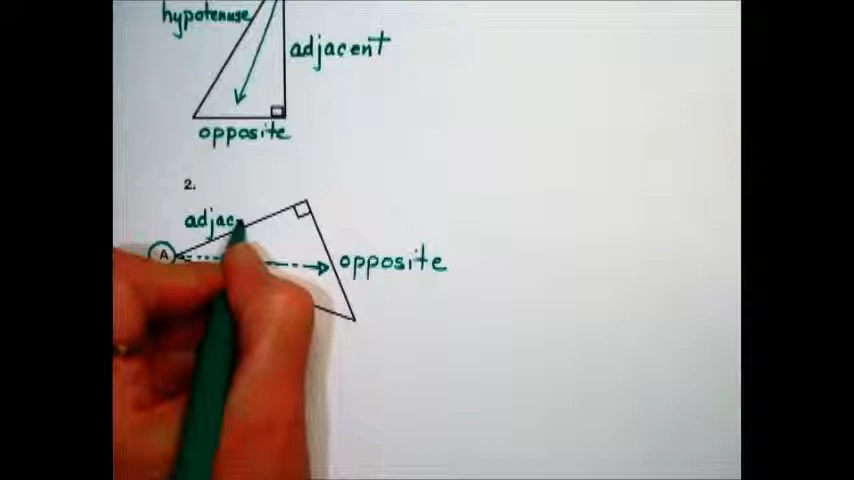 hypotenuse
adjacent
opposite
2.
adjac
A
opposite